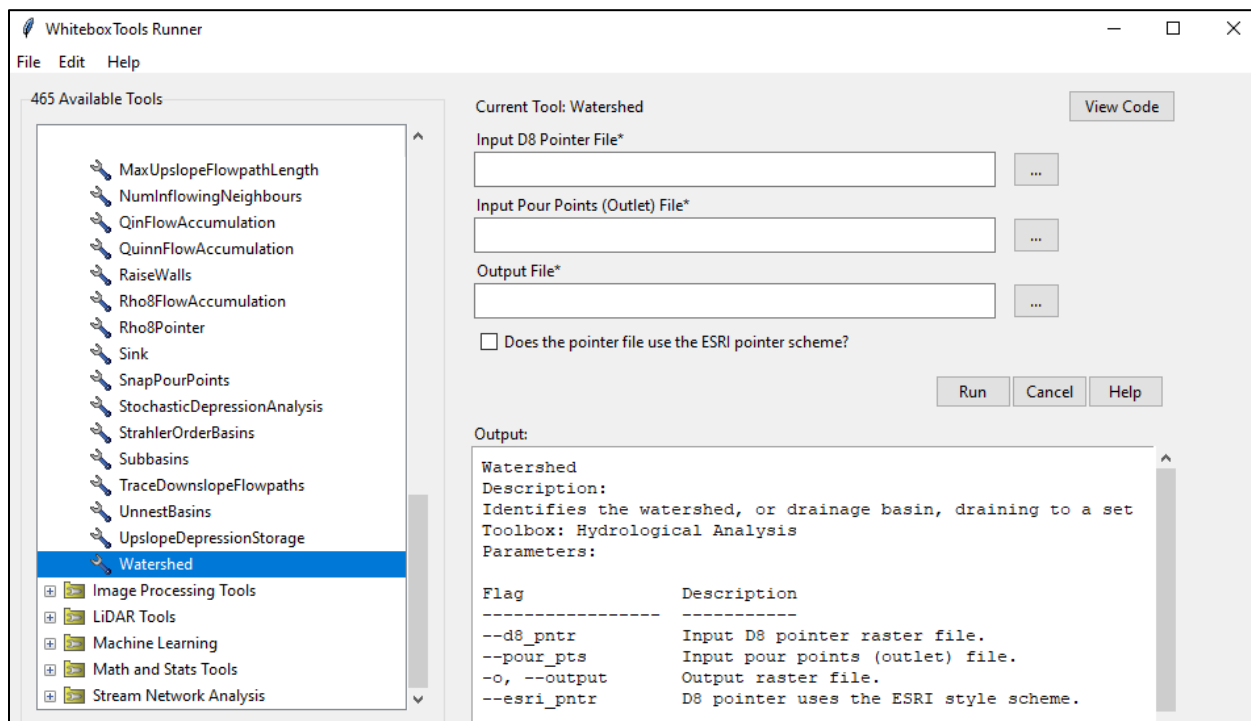 WhiteboxTools Runner
File Edit Help
465 Available Tools
MaxUpslopeFlowpathLength
NumInflowingNeighbours
QinFlowAccumulation
QuinnFlowAccumulation
RaiseWalls
Rho8FlowAccumulation
Rho8Pointer
Sink
SnapPourPoints
StochasticDepressionAnalysis
StrahlerOrderBasins
Subbasins
TraceDownslopeFlowpaths
UnnestBasins
UpslopeDepressionStorage
Watershed
Image Processing Tools
LiDAR Tools
Machine Learning
Math and Stats Tools
Stream Network Analysis
Current Tool: Watershed
View Code
Input D8 Pointer File*
...
Input Pour Points (Outlet) File*
...
Output File*
...
Does the pointer file use the ESRI pointer scheme?
Run Cancel Help
Output:
Watershed
Description:
Identifies the watershed, or drainage basin, draining to a set
Toolbox: Hydrological Analysis
Parameters:
Flag Description
----------------- -----------
--d8_pntr Input D8 pointer raster file.
--pour_pts Input pour points (outlet) file.
-o, --output Output raster file.
--esri_pntr D8 pointer uses the ESRI style scheme.